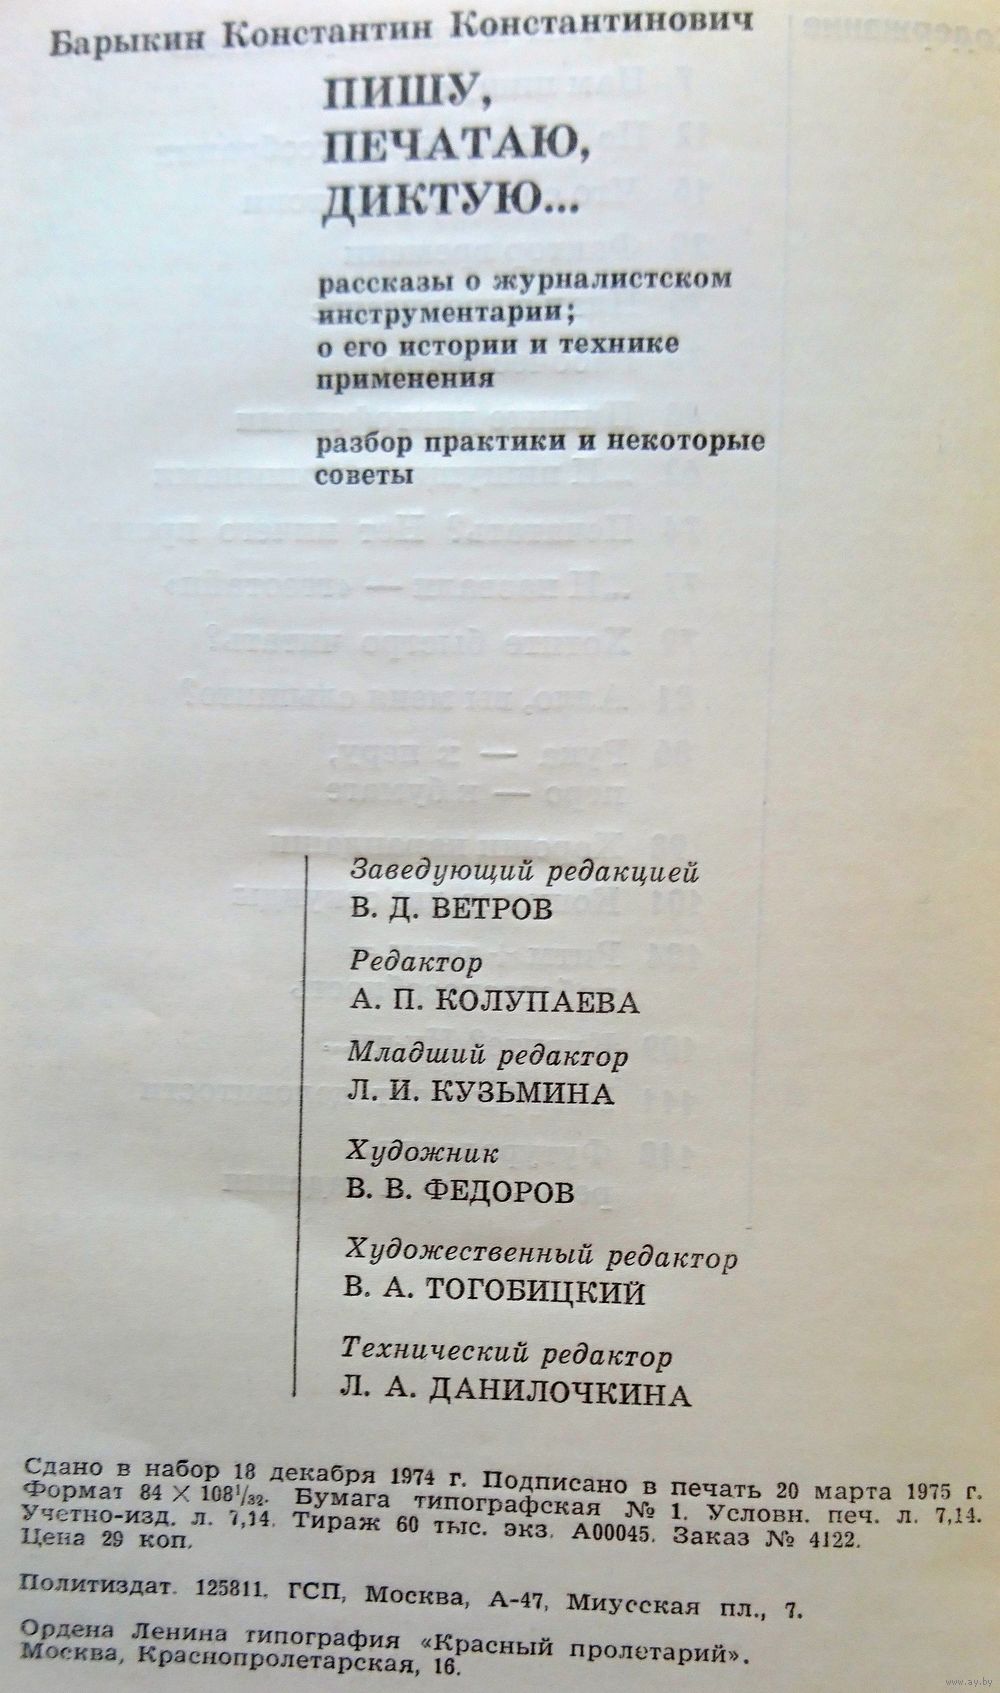 Барыкин Константин Константинович
ПИШУ,
ПЕЧАТАЮ,
ДИКТУЮ...
рассказы о журналистском
инструментарии;
о его истории и технике
применения
разбор практики и некоторые
советы
Заведующий редакцией
В. Д. ВЕТРОВ
Редактор
А. П. КОЛУПАЕВА
Младший редактор
Л. И. КУЗЬМИНА
Художник
В. В. ФЕДОРОВ
Художественный редактор
В. А. ТОГОБИЦКИЙ
Технический редактор
Л. А. ДАНИЛОЧКИНА
Сдано в набор 18 декабря 1974 г. Подписано в печать 20 марта 1975 г.
Формат 84 × 108¹/₃₂. Бумага типографская № 1. Условн. печ. л. 7,14.
Учетно-изд. л. 7,14. Тираж 60 тыс. экз. А00045. Заказ № 4122.
Цена 29 коп.
Политиздат. 125811, ГСП, Москва, А-47, Миусская пл., 7.
Ордена Ленина типография «Красный пролетарий».
Москва, Краснопролетарская, 16.
www.ay.by